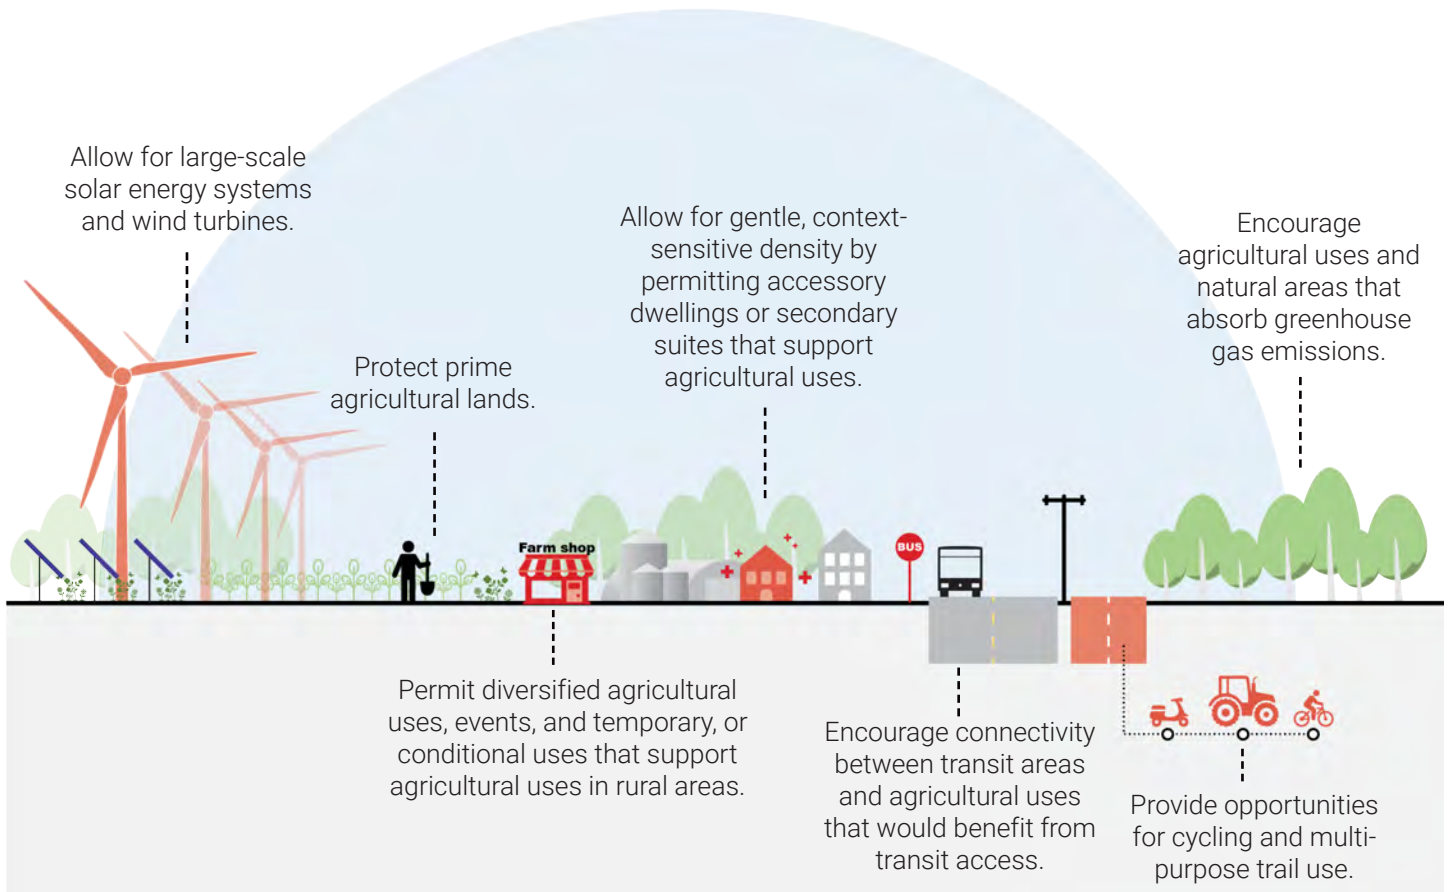 Allow for large-scale
solar energy systems
and wind turbines.
Protect prime
agricultural lands.
Allow for gentle, context-
sensitive density by
permitting accessory
dwellings or secondary
suites that support
agricultural uses.
Encourage
agricultural uses and
natural areas that
absorb greenhouse
gas emissions.
Farm shop
BUS
Permit diversified agricultural
uses, events, and temporary, or
conditional uses that support
agricultural uses in rural areas.
Encourage connectivity
between transit areas
and agricultural uses
that would benefit from
transit access.
Provide opportunities
for cycling and multi-
purpose trail use.